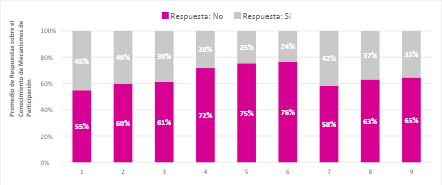 Respuesta: No Respuesta: Si
Promedio de Respuestas sobre el
Conocimiento de Mecanismos de
Participación
100%
80%
60%
40%
20%
0%
45% 40% 39% 28% 25% 24% 42% 37% 35%
55% 60% 61% 72% 75% 76% 58% 63% 65%
1 2 3 4 5 6 7 8 9